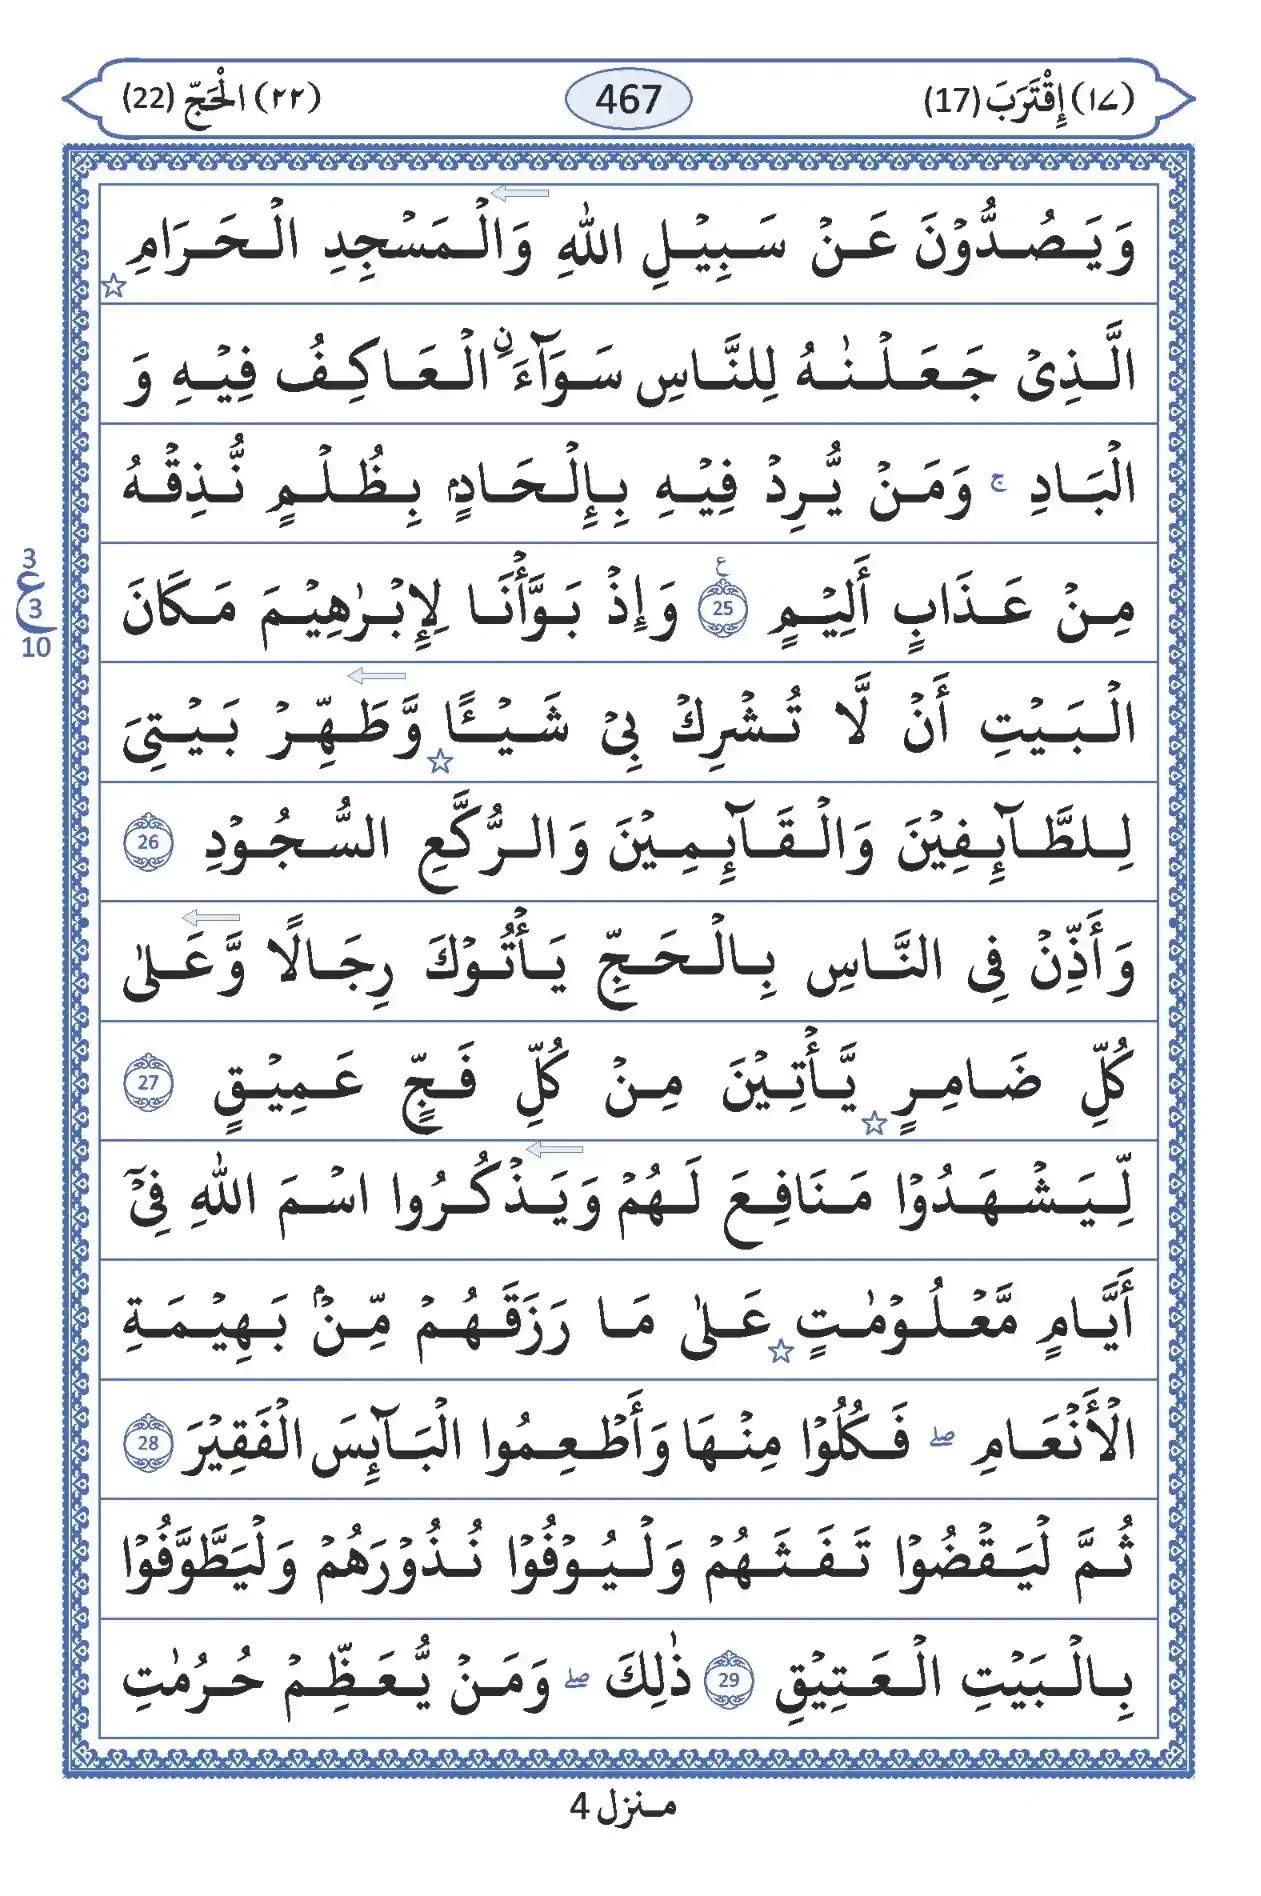 (١٧) اِقْتَرَبَ (17) 467 (٢٢) الْحَجّ (22)
وَيَصُدُّوْنَ عَنْ سَبِيْلِ اللّٰهِ وَالْمَسْجِدِ الْحَرَامِ ☆
الَّذِىْ جَعَلْنٰهُ لِلنَّاسِ سَوَآءَ ۨالْعَاكِفُ فِيْهِ وَ
الْبَادِ ۚ وَمَنْ يُّرِدْ فِيْهِ بِإِلْحَادٍۭ بِظُلْمٍ نُّذِقْهُ
مِنْ عَذَابٍ أَلِيْمٍ ع 25 وَإِذْ بَوَّأْنَا لِإِبْرٰهِيْمَ مَكَانَ
3 ع 3 10
الْبَيْتِ أَنْ لَّا تُشْرِكْ بِىْ شَيْـًٔا ☆ وَّطَهِّرْ بَيْتِىَ
لِلطَّآئِفِيْنَ وَالْقَآئِمِيْنَ وَالرُّكَّعِ السُّجُوْدِ 26
وَأَذِّنْ فِى النَّاسِ بِالْحَجِّ يَأْتُوْكَ رِجَالًا وَّعَلٰى
كُلِّ ضَامِرٍ ☆ يَّأْتِيْنَ مِنْ كُلِّ فَجٍّ عَمِيْقٍ 27
لِّيَشْهَدُوْا مَنَافِعَ لَهُمْ وَيَذْكُرُوا اسْمَ اللّٰهِ فِىْٓ
أَيَّامٍ مَّعْلُوْمٰتٍ ☆ عَلٰى مَا رَزَقَهُمْ مِّنْۢ بَهِيْمَةِ
الْأَنْعَامِ ۖ فَكُلُوْا مِنْهَا وَأَطْعِمُوا الْبَآئِسَ الْفَقِيْرَ 28
ثُمَّ لْيَقْضُوْا تَفَثَهُمْ وَلْيُوْفُوْا نُذُوْرَهُمْ وَلْيَطَّوَّفُوْا
بِالْبَيْتِ الْعَتِيْقِ 29 ذٰلِكَ ۖ وَمَنْ يُّعَظِّمْ حُرُمٰتِ
منزل 4